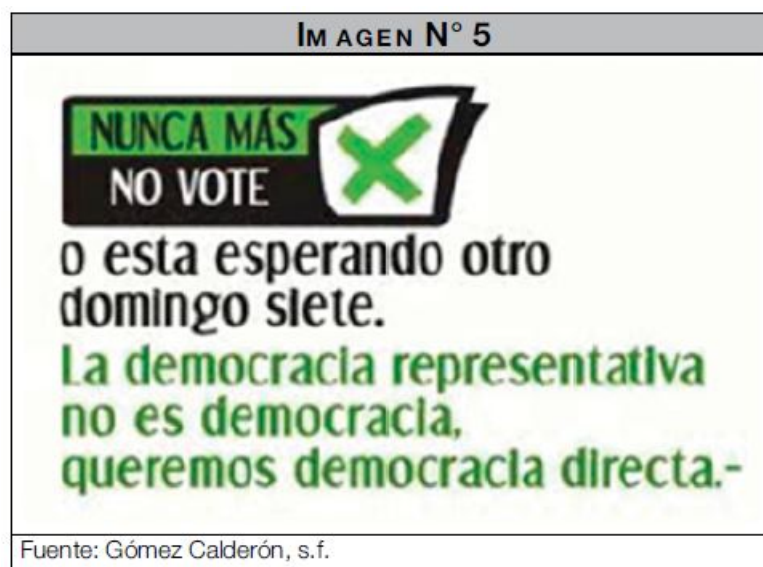 IMAGEN N° 5
NUNCA MÁS
NO VOTE
o esta esperando otro
domingo siete.
La democracia representativa
no es democracia,
queremos democracia directa.-
Fuente: Gómez Calderón, s.f.